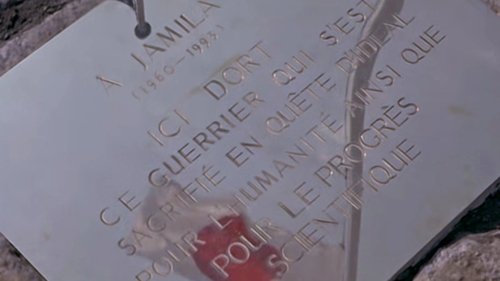 À JAMILA
(1960-1995)
ICI DORT
CE GUERRIER QUI S'EST
SACRIFIÉ EN QUÊTE D'IDÉAL
POUR L'HUMANITÉ AINSI QUE
POUR LE PROGRÈS
SCIENTIFIQUE